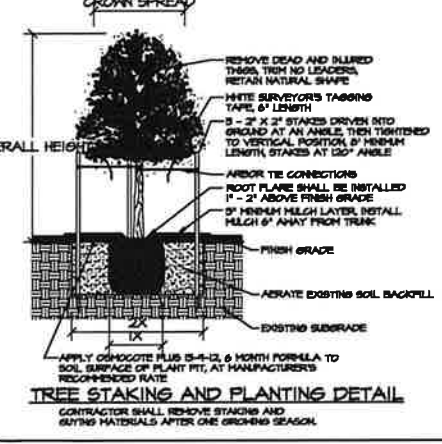 CROWN SPREAD
REMOVE DEAD AND INJURED
TWIGS, TRIM NO LEADERS,
RETAIN NATURAL SHAPE
WHITE SURVEYOR'S TAGGING
TAPE, 6" LENGTH
3 - 2" X 2" STAKES DRIVEN INTO
GROUND AT AN ANGLE, THEN TIGHTENED
TO VERTICAL POSITION, 8' MINIMUM
LENGTH, STAKES AT 120° ANGLE
ERALL HEIGHT
ARBOR TIE CONNECTIONS
ROOT FLARE SHALL BE INSTALLED
1" - 2" ABOVE FINISH GRADE
3" MINIMUM MULCH LAYER, INSTALL
MULCH 6" AWAY FROM TRUNK
FINISH GRADE
AERATE EXISTING SOIL BACKFILL
EXISTING SUBGRADE
2X
1X
APPLY OSMOCOTE PLUS 15-9-12, 6 MONTH FORMULA TO
SOIL SURFACE OF PLANT PIT, AT MANUFACTURER'S
RECOMMENDED RATE
TREE STAKING AND PLANTING DETAIL
CONTRACTOR SHALL REMOVE STAKING AND
GUYING MATERIALS AFTER ONE GROWING SEASON.